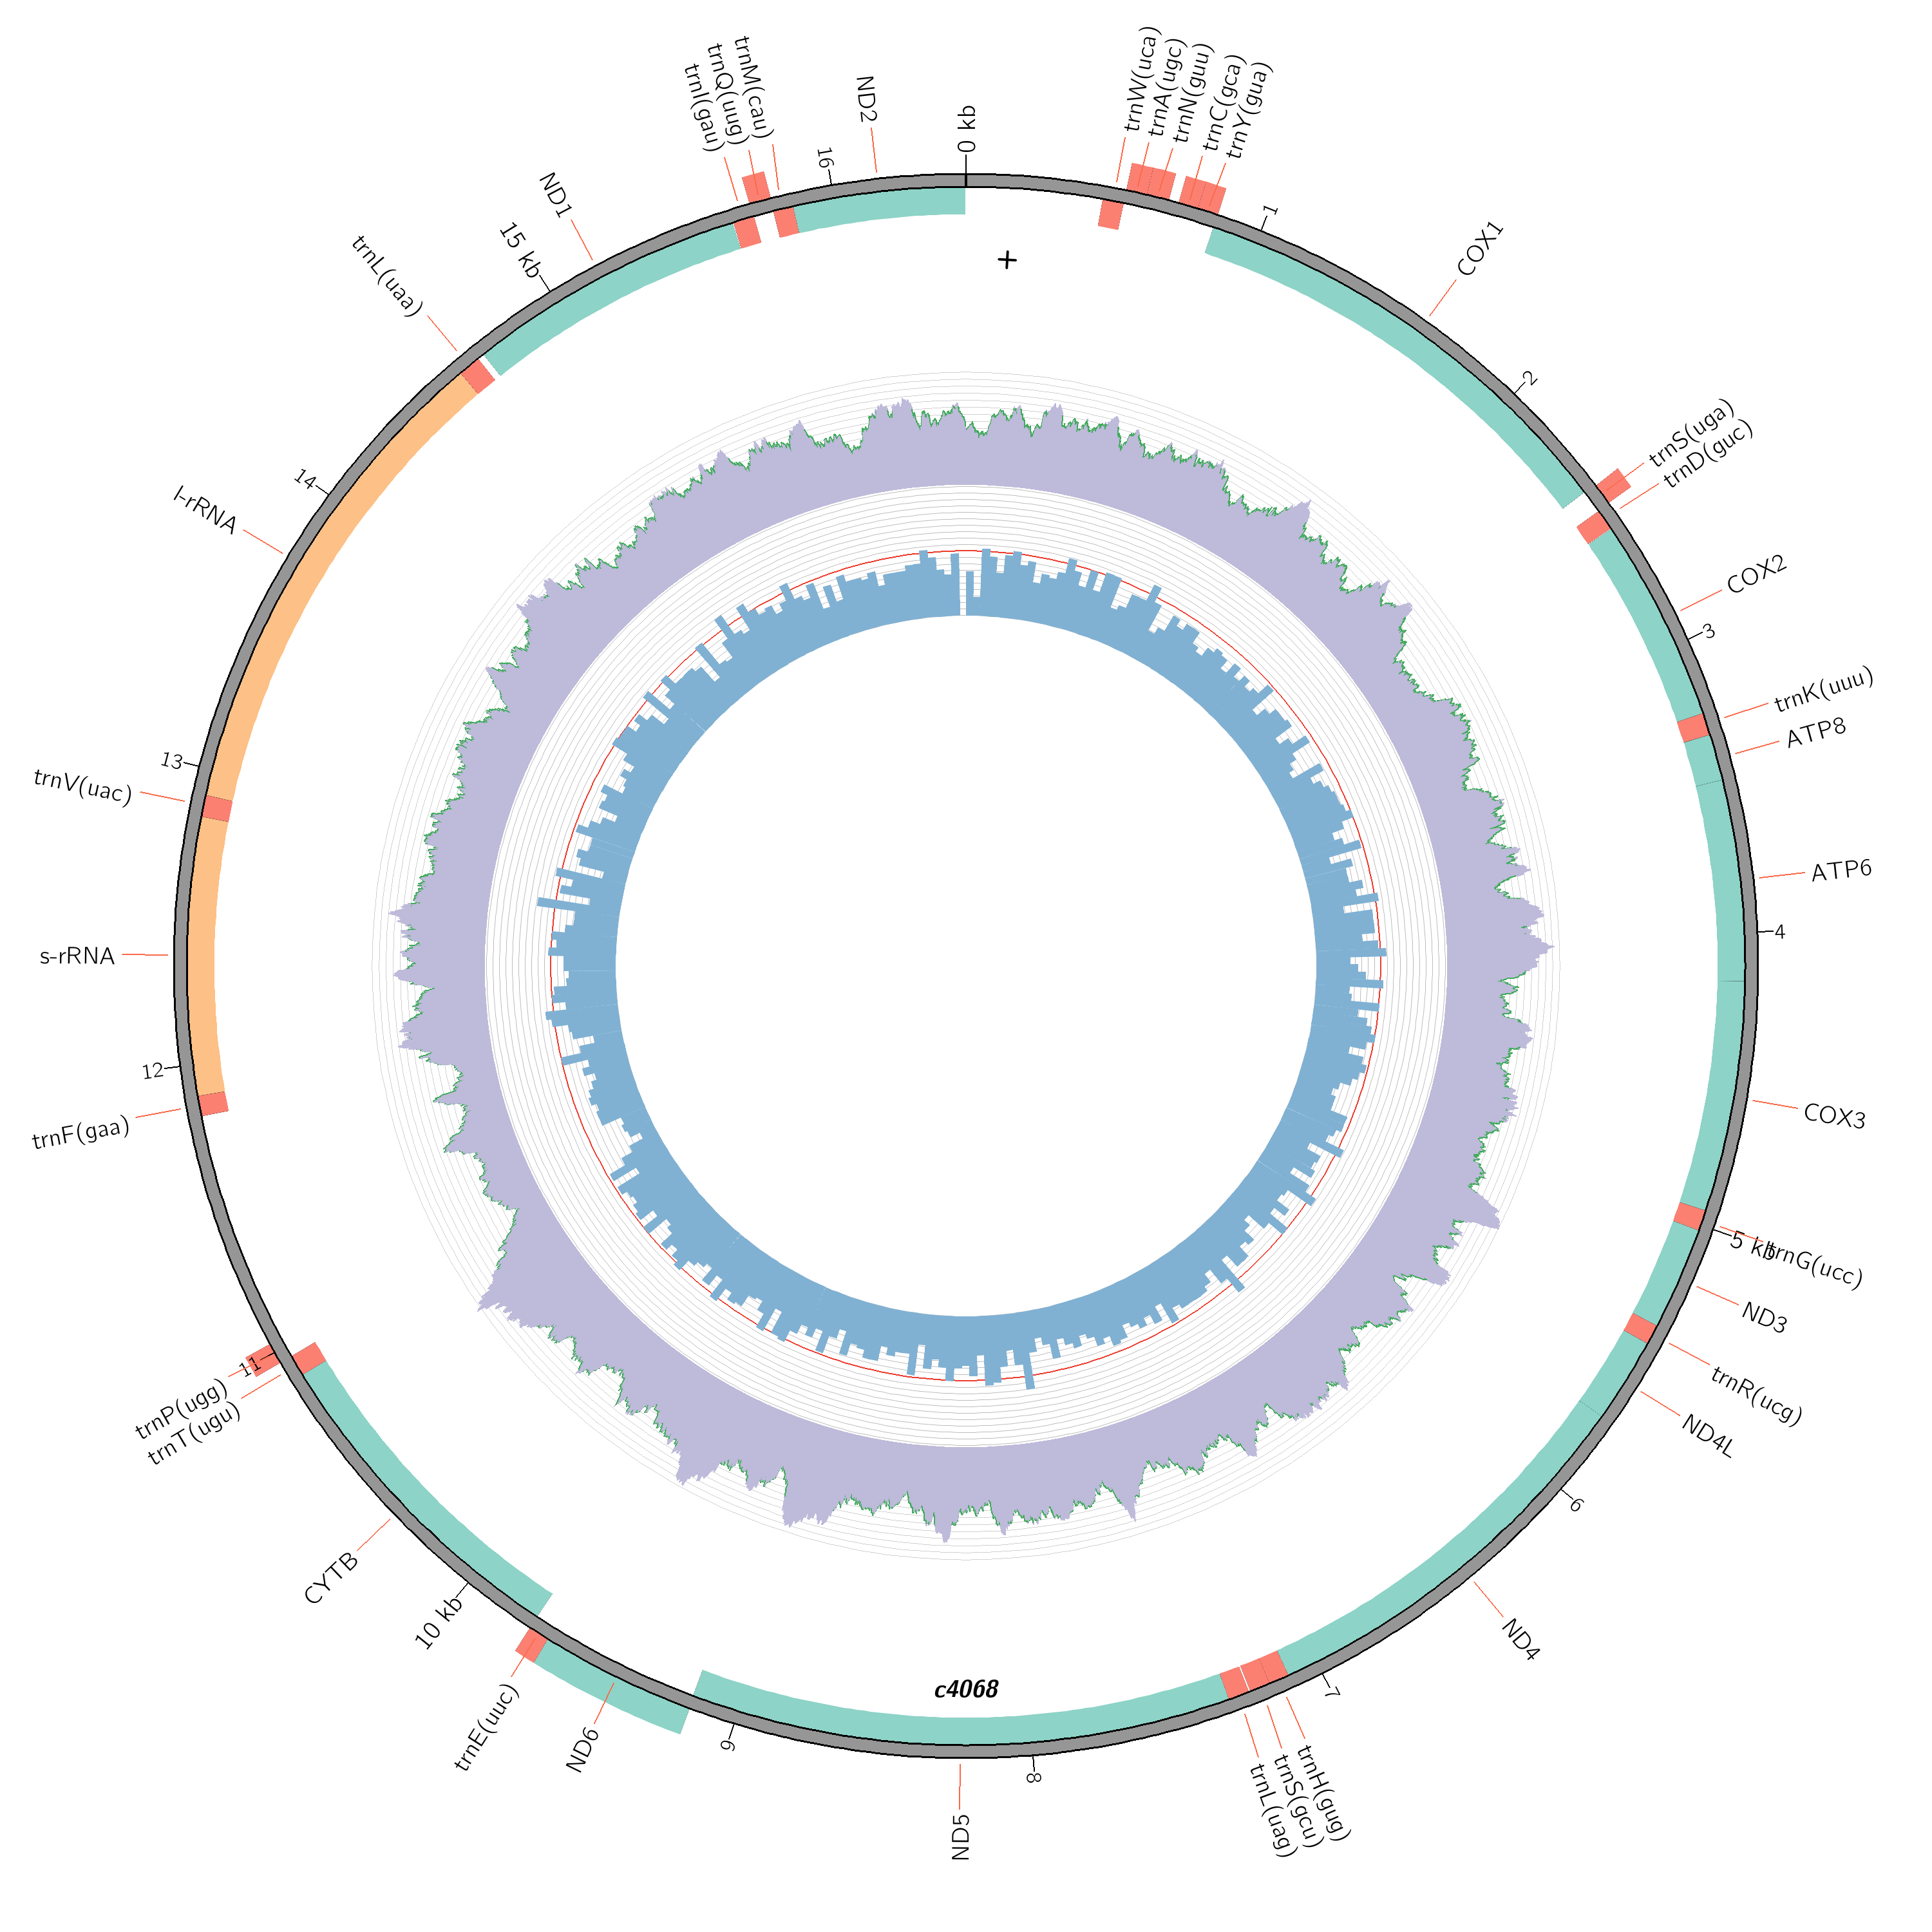 0 kb
trnW(uca)
trnA(ugc)
trnN(guu)
trnC(gca)
trnY(gua)
1
COX1
2
trnS(uga)
trnD(guc)
COX2
3
trnK(uuu)
ATP8
ATP6
4
COX3
5 kb
trnG(ucc)
ND3
trnR(ucg)
ND4L
6
ND4
7
trnH(gug)
trnS(gcu)
trnL(uag)
8
ND5
9
ND6
trnE(uuc)
10 kb
CYTB
trnT(ugu)
trnP(ugg)
11
trnF(gaa)
12
s-rRNA
trnV(uac)
13
l-rRNA
14
trnL(uaa)
15 kb
ND1
trnI(gau)
trnQ(uug)
trnM(cau)
16
ND2
+
c4068